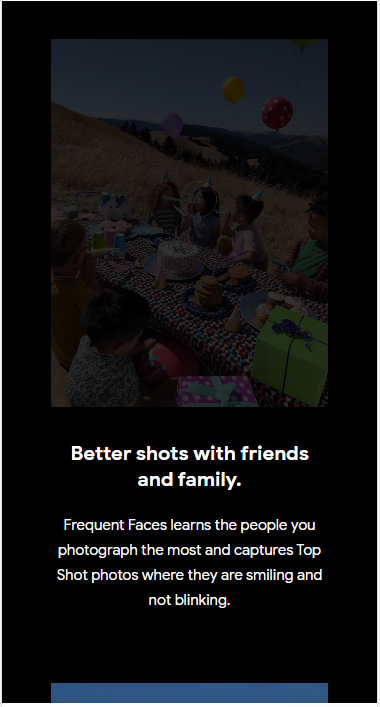 Better shots with friends
and family.
Frequent Faces learns the people you
photograph the most and captures Top
Shot photos where they are smiling and
not blinking.